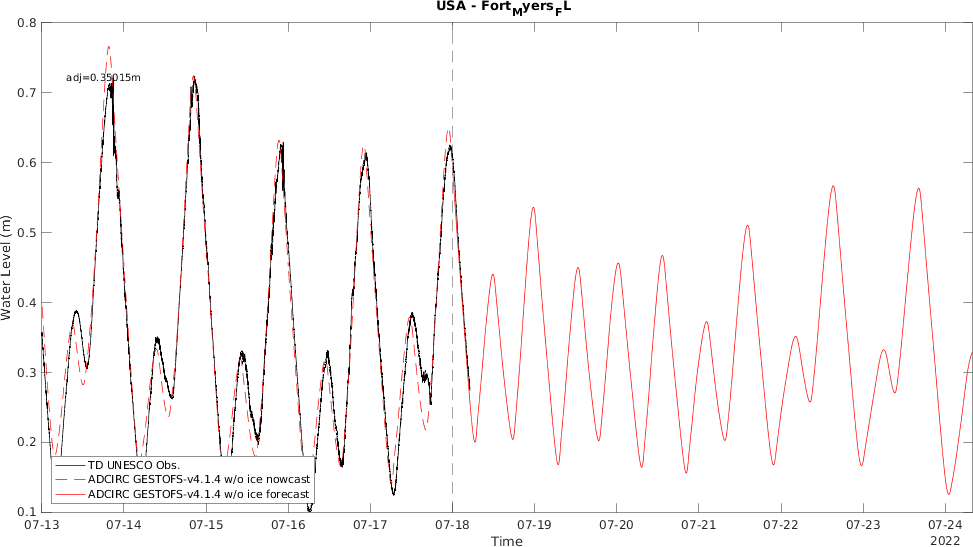 USA - FortMyersFL
adj=0.35015m
Water Level (m)
0.8
0.7
0.6
0.5
0.4
0.3
0.2
0.1
TD UNESCO Obs.
ADCIRC GESTOFS-v4.1.4 w/o ice nowcast
ADCIRC GESTOFS-v4.1.4 w/o ice forecast
07-13 07-14 07-15 07-16 07-17 07-18 07-19 07-20 07-21 07-22 07-23 07-24
Time
2022